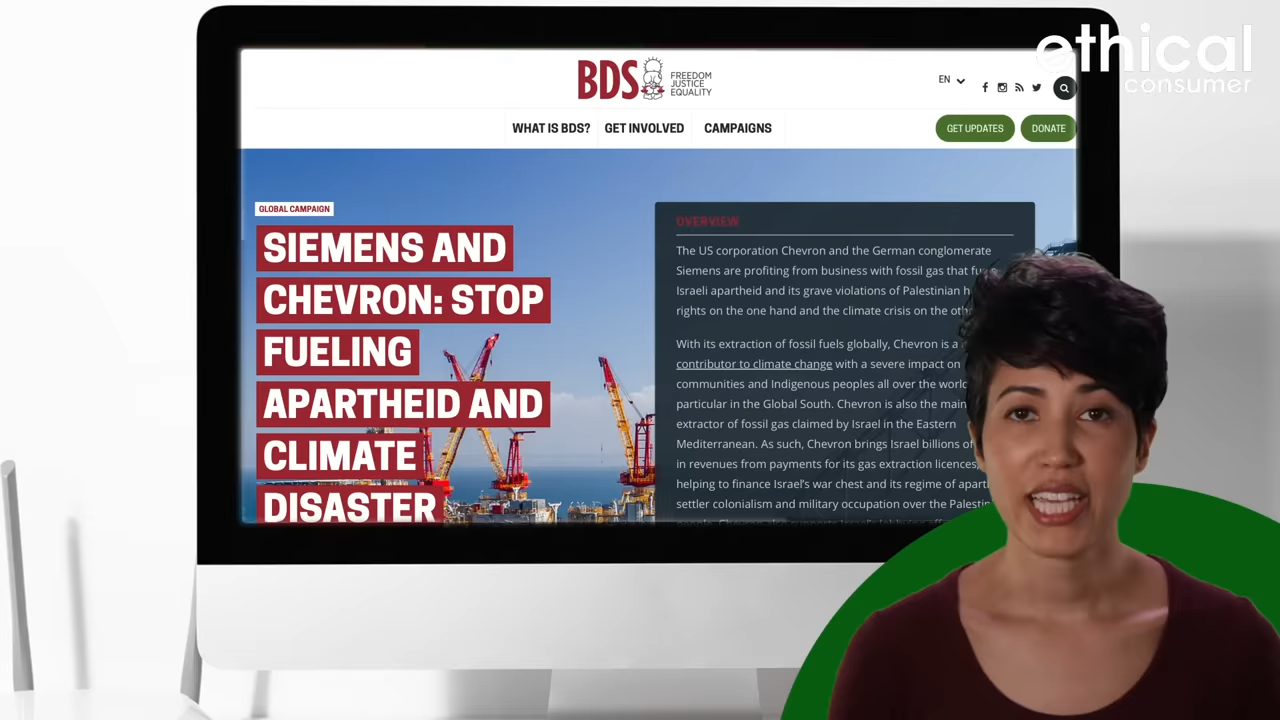 ethical
consumer
BDS
FREEDOM
JUSTICE
EQUALITY
EN
WHAT IS BDS? GET INVOLVED CAMPAIGNS
GET UPDATES DONATE
GLOBAL CAMPAIGN
SIEMENS AND
CHEVRON: STOP
FUELING
APARTHEID AND
CLIMATE
DISASTER
OVERVIEW
The US corporation Chevron and the German conglomerate
Siemens are profiting from business with fossil gas that
Israeli apartheid and its grave violations of Palestinian
rights on the one hand and the climate crisis on the
With its extraction of fossil fuels globally, Chevron is a
contributor to climate change with a severe impact on
communities and Indigenous peoples all over the
particular in the Global South. Chevron is also the main
extractor of fossil gas claimed by Israel in the Eastern
Mediterranean. As such, Chevron brings Israel billions of
in revenues from payments for its gas extraction licences,
helping to finance Israel's war chest and its regime of
settler colonialism and military occupation over the